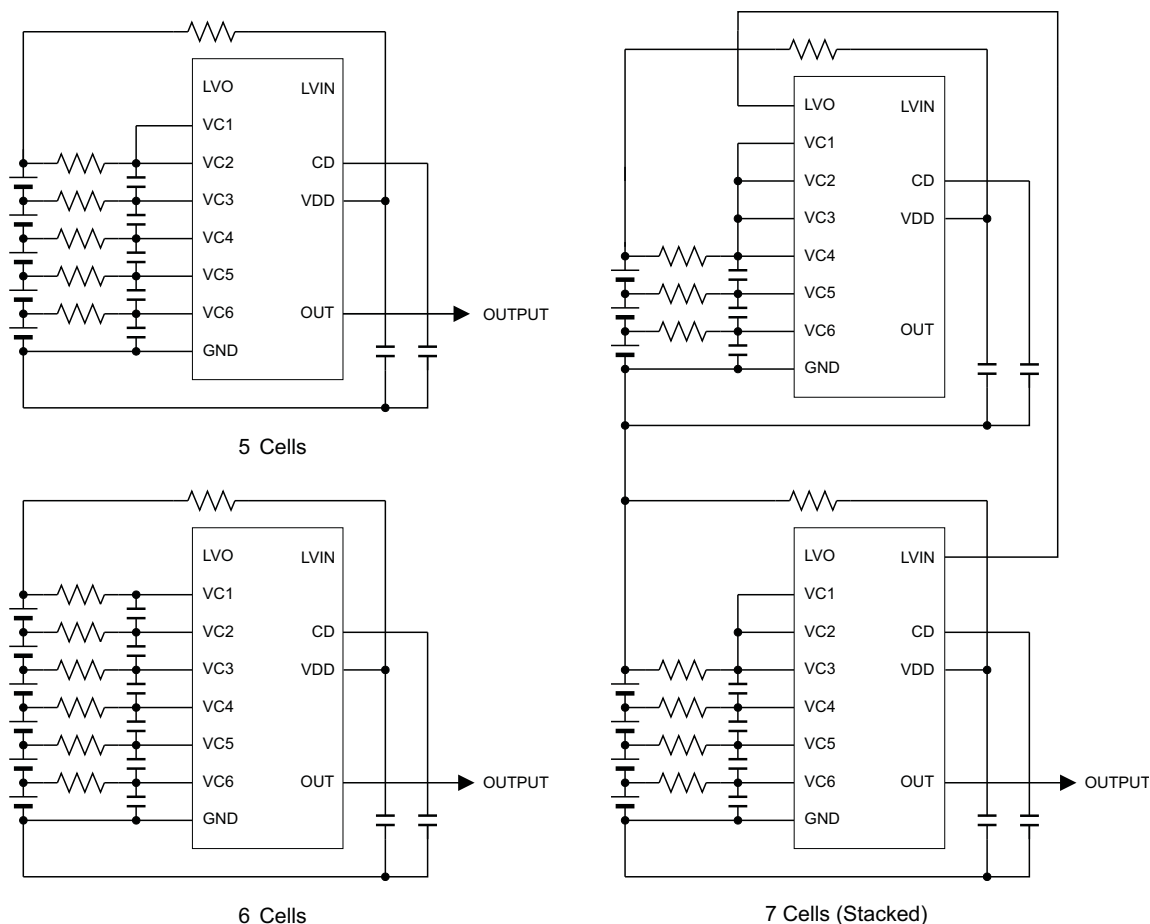 LVO LVIN
VC1
VC2 CD
VC3 VDD
VC4
VC5
VC6 OUT OUTPUT
GND
5 Cells
LVO LVIN
VC1
VC2 CD
VC3 VDD
VC4
VC5
VC6 OUT
GND
LVO LVIN
VC1
VC2 CD
VC3 VDD
VC4
VC5
VC6 OUT OUTPUT
GND
6 Cells
LVO LVIN
VC1
VC2 CD
VC3 VDD
VC4
VC5
VC6 OUT OUTPUT
GND
7 Cells (Stacked)